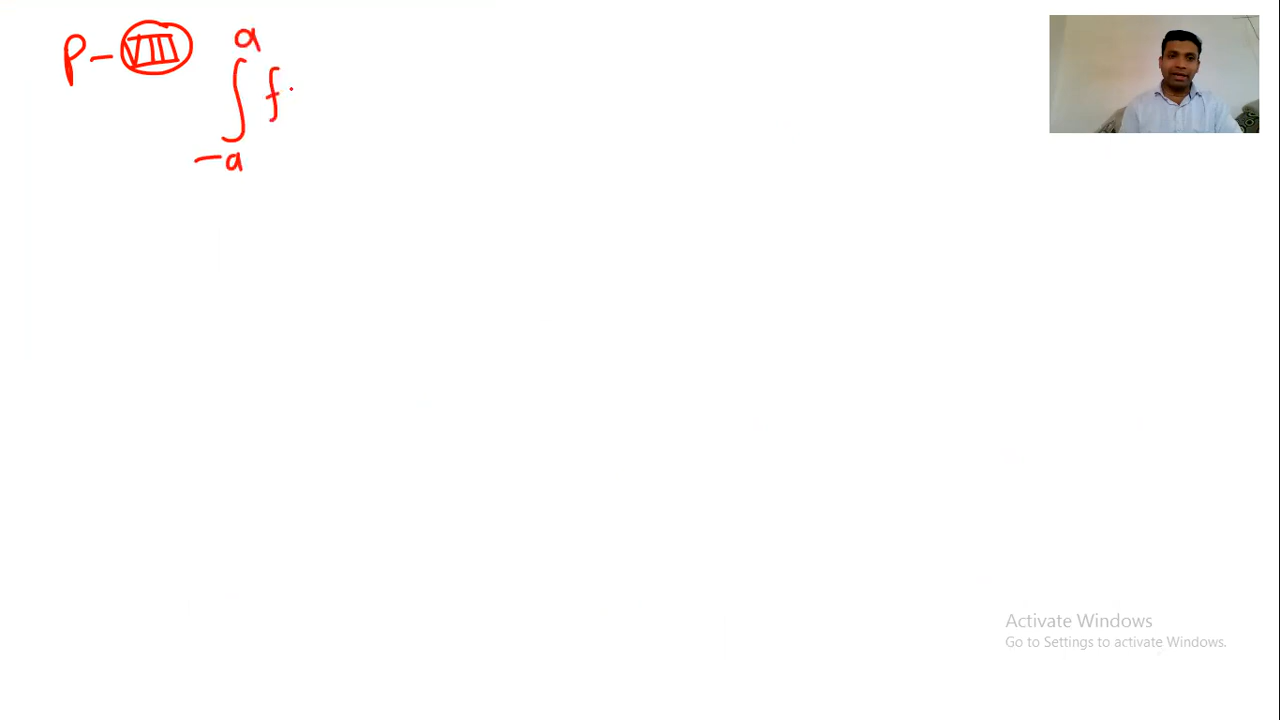 P - VIII
a
∫ f
-a
Activate Windows
Go to Settings to activate Windows.